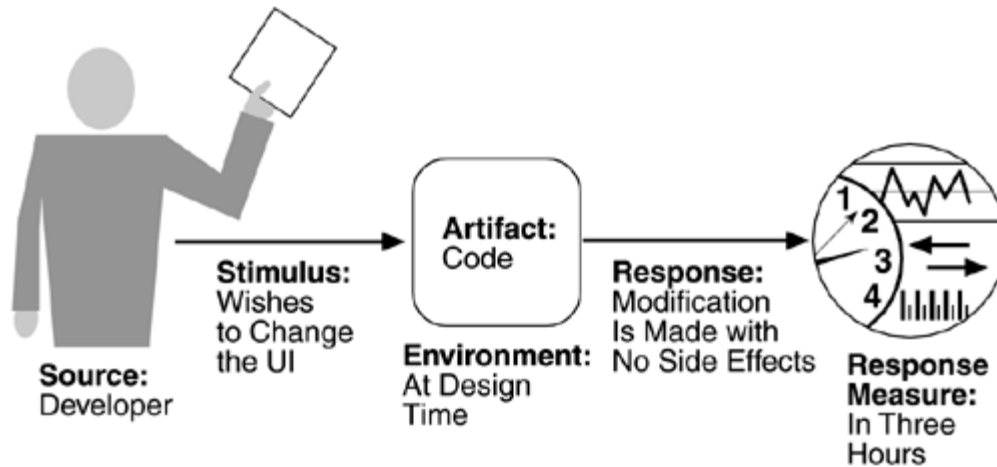 Source:
Developer
Stimulus:
Wishes
to Change
the UI
Artifact:
Code
Environment:
At Design
Time
Response:
Modification
Is Made with
No Side Effects
1
2
3
4
Response
Measure:
In Three
Hours